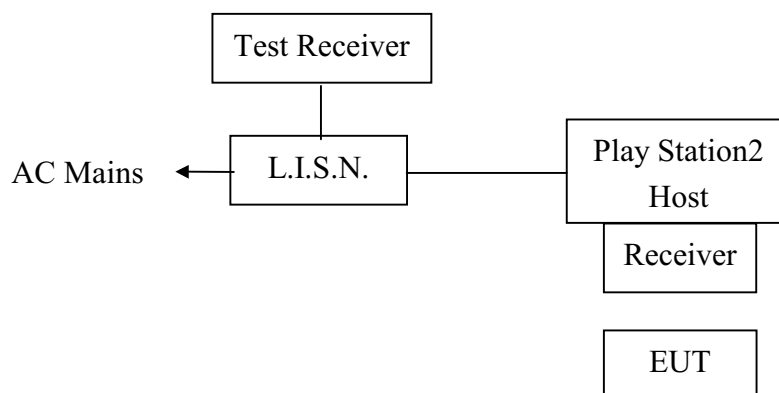 Test Receiver
AC Mains
L.I.S.N.
Play Station2
Host
Receiver
EUT